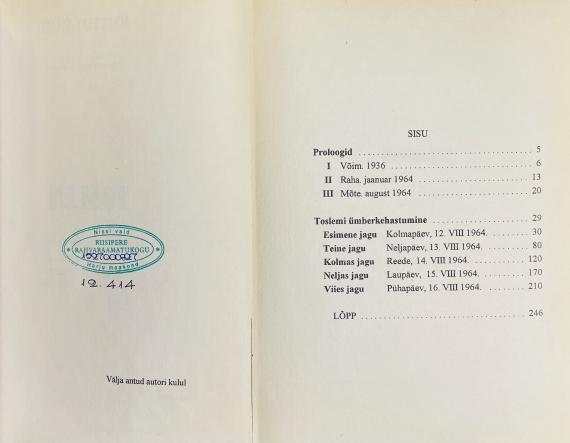 Nissi vald
RIISIPERE
RAHVARAAMATUKOGU
Harju maakond
12. 414
Välja antud autori kulul
SISU
Proloogid 5
I Võim. 1936 6
II Raha. jaanuar 1964 13
III Mõte. august 1964 20
Toslemi ümberkehastumine 29
Esimene jagu Kolmapäev, 12. VIII 1964. 30
Teine jagu Neljapäev, 13. VIII 1964. 80
Kolmas jagu Reede, 14. VIII 1964. 120
Neljas jagu Laupäev, 15. VIII 1964. 170
Viies jagu Pühapäev, 16. VIII 1964. 210
LÕPP 246